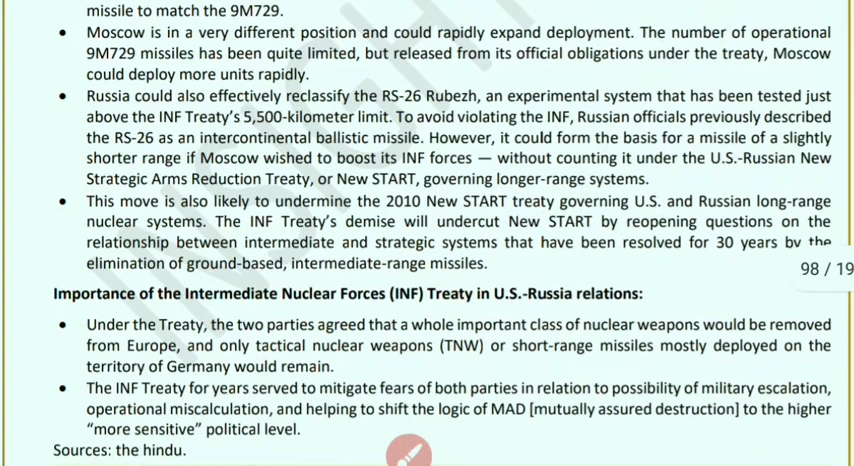 missile to match the 9M729.
• Moscow is in a very different position and could rapidly expand deployment. The number of operational
9M729 missiles has been quite limited, but released from its official obligations under the treaty, Moscow
could deploy more units rapidly.
• Russia could also effectively reclassify the RS-26 Rubezh, an experimental system that has been tested just
above the INF Treaty's 5,500-kilometer limit. To avoid violating the INF, Russian officials previously described
the RS-26 as an intercontinental ballistic missile. However, it could form the basis for a missile of a slightly
shorter range if Moscow wished to boost its INF forces — without counting it under the U.S.-Russian New
Strategic Arms Reduction Treaty, or New START, governing longer-range systems.
• This move is also likely to undermine the 2010 New START treaty governing U.S. and Russian long-range
nuclear systems. The INF Treaty's demise will undercut New START by reopening questions on the
relationship between intermediate and strategic systems that have been resolved for 30 years by the
elimination of ground-based, intermediate-range missiles.
98 / 19
Importance of the Intermediate Nuclear Forces (INF) Treaty in U.S.-Russia relations:
• Under the Treaty, the two parties agreed that a whole important class of nuclear weapons would be removed
from Europe, and only tactical nuclear weapons (TNW) or short-range missiles mostly deployed on the
territory of Germany would remain.
• The INF Treaty for years served to mitigate fears of both parties in relation to possibility of military escalation,
operational miscalculation, and helping to shift the logic of MAD [mutually assured destruction] to the higher
"more sensitive" political level.
Sources: the hindu.
INSIGHT